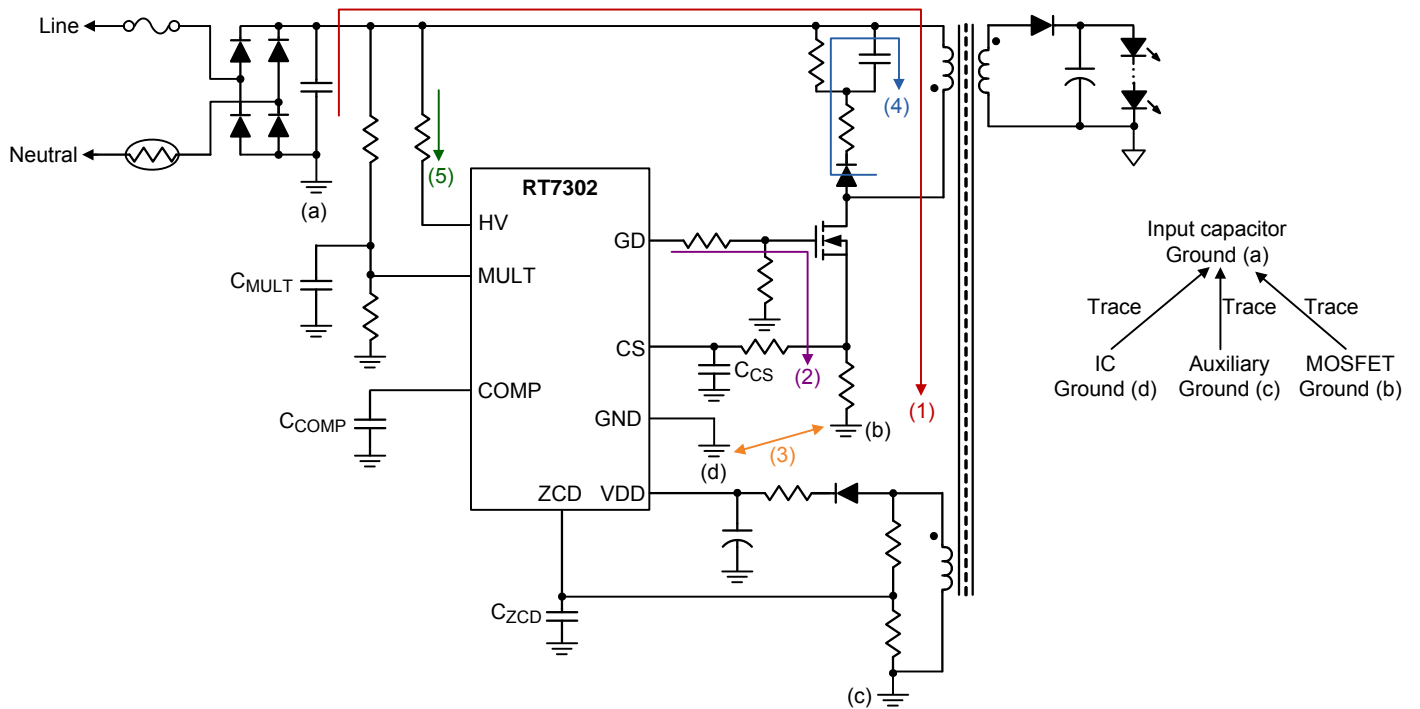 Line
Neutral
(a)
(5)
(4)
RT7302
HV
GD
MULT
CMULT
CS
CCS
(2)
(1)
COMP
CCOMP
GND
(b)
(d)
(3)
ZCD
VDD
CZCD
(c)
Input capacitor
Ground (a)
Trace
Trace
Trace
IC
Ground (d)
Auxiliary
Ground (c)
MOSFET
Ground (b)